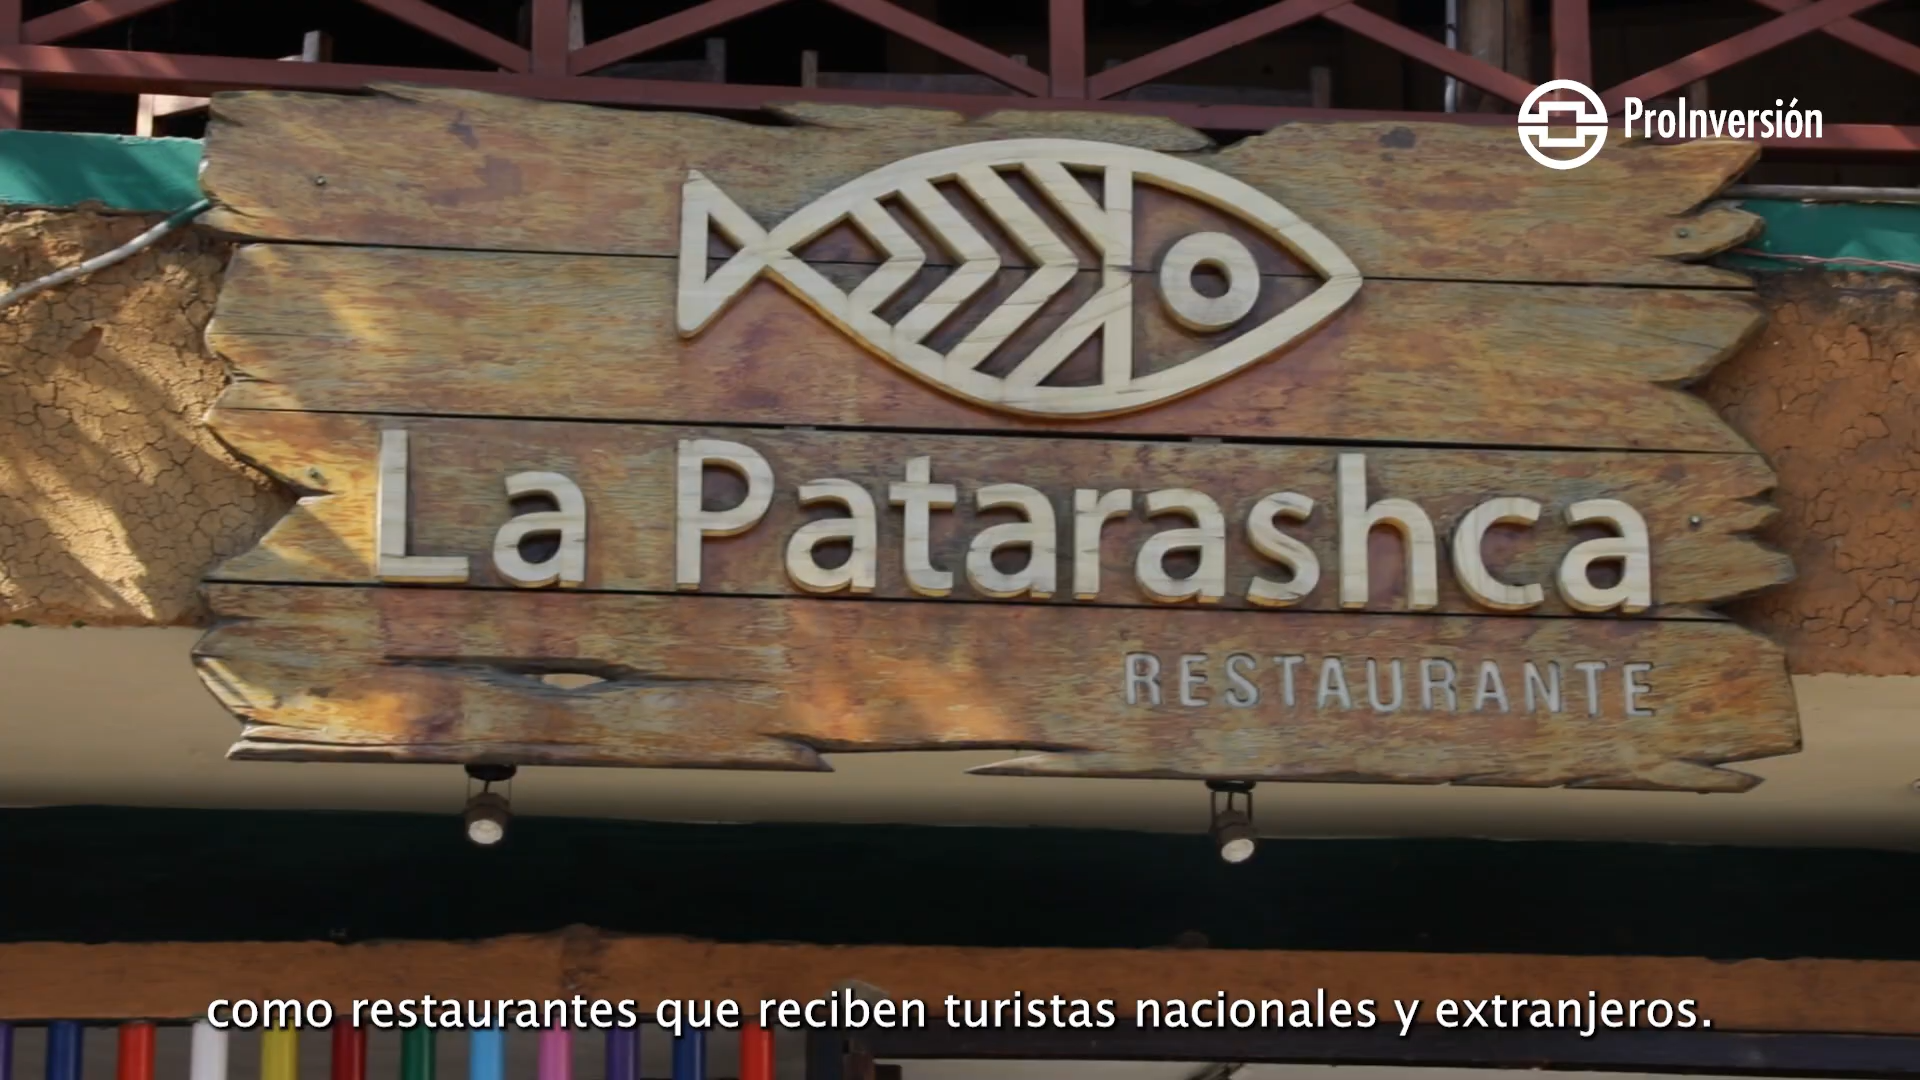 ProInversión
La Patarashca
RESTAURANTE
como restaurantes que reciben turistas nacionales y extranjeros.